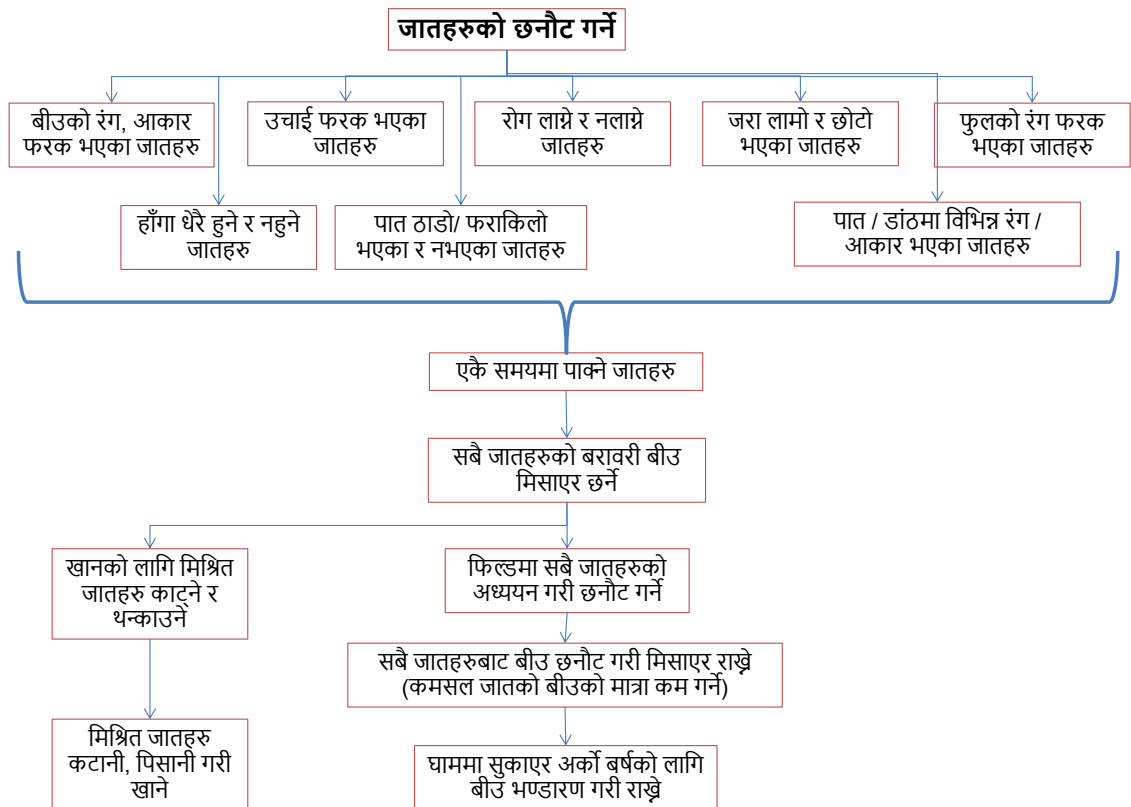 जातहरुको छनौट गर्ने
बीउको रंग, आकार
फरक भएका जातहरु
उचाई फरक भएका
जातहरु
रोग लाग्ने र नलाग्ने
जातहरु
जरा लामो र छोटो
भएका जातहरु
फुलको रंग फरक
भएका जातहरु
हाँगा धेरै हुने र नहुने
जातहरु
पात ठाडो/ फराकिलो
भएका र नभएका जातहरु
पात / डांठमा विभिन्न रंग /
आकार भएका जातहरु
एकै समयमा पाक्ने जातहरु
सबै जातहरुको बरावरी बीउ
मिसाएर छर्ने
खानको लागि मिश्रित
जातहरु काट्ने र
थन्काउने
फिल्डमा सबै जातहरुको
अध्ययन गरी छनौट गर्ने
सबै जातहरुबाट बीउ छनौट गरी मिसाएर राख्ने
(कमसल जातको बीउको मात्रा कम गर्ने)
मिश्रित जातहरु
कटानी, पिसानी गरी
खाने
घाममा सुकाएर अर्को बर्षको लागि
बीउ भण्डारण गरी राख्ने